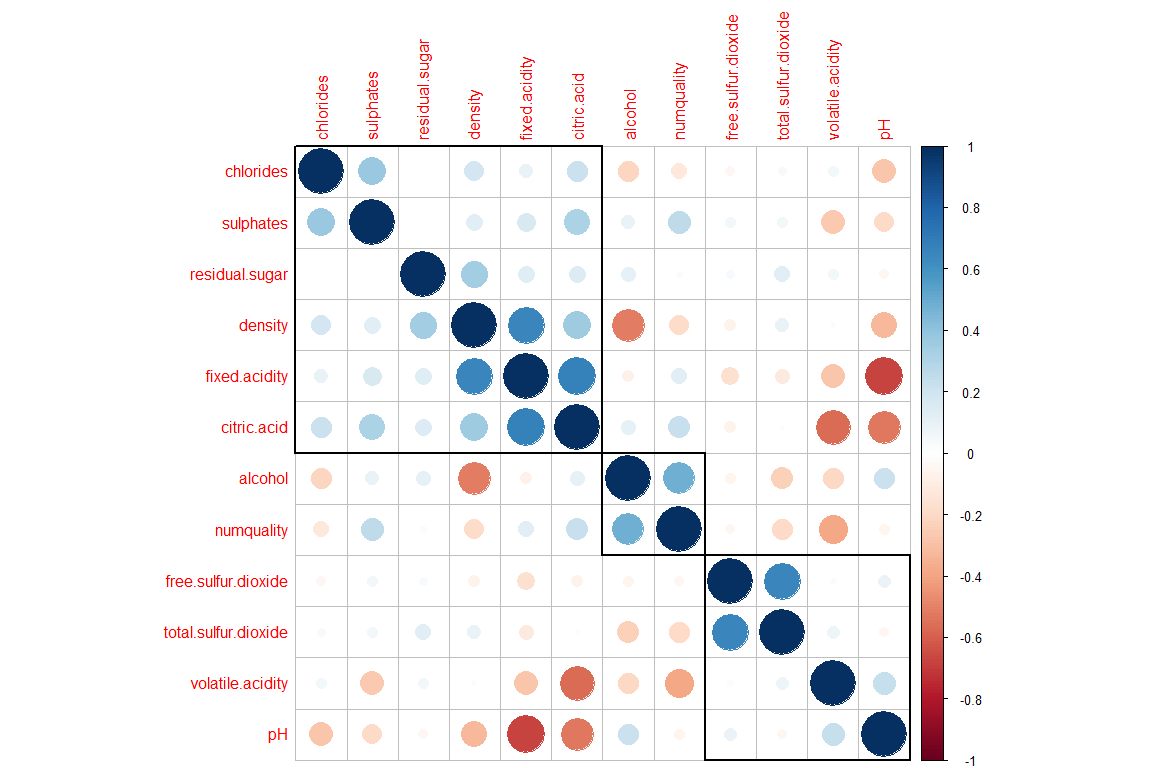 chlorides
sulphates
residual.sugar
density
fixed.acidity
citric.acid
alcohol
numquality
free.sulfur.dioxide
total.sulfur.dioxide
volatile.acidity
pH
chlorides
sulphates
residual.sugar
density
fixed.acidity
citric.acid
alcohol
numquality
free.sulfur.dioxide
total.sulfur.dioxide
volatile.acidity
pH
1
0.8
0.6
0.4
0.2
0
-0.2
-0.4
-0.6
-0.8
-1